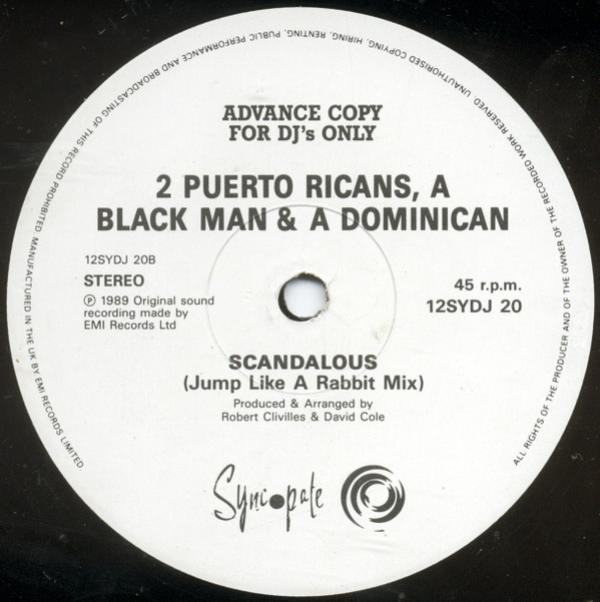 ADVANCE COPY
FOR DJ's ONLY
2 PUERTO RICANS, A
BLACK MAN & A DOMINICAN
12SYDJ 20B
STEREO
℗ 1989 Original sound
recording made by
EMI Records Ltd
45 r.p.m.
12SYDJ 20
SCANDALOUS
(Jump Like A Rabbit Mix)
Produced & Arranged by
Robert Clivilles & David Cole
Syncopate
ALL RIGHTS OF THE PRODUCER AND OF THE OWNER OF THE RECORDED WORK RESERVED. UNAUTHORISED COPYING, HIRING, RENTING, PUBLIC PERFORMANCE AND BROADCASTING OF THIS RECORD PROHIBITED. MANUFACTURED IN THE UK BY EMI RECORDS LIMITED.